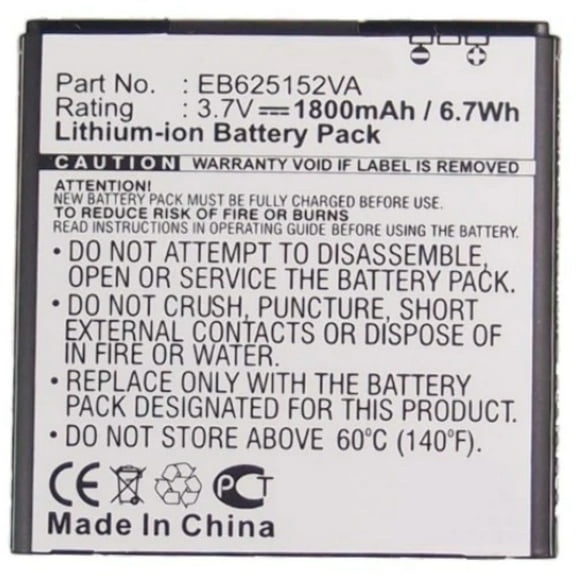 Part No. : EB625152VA
Rating : 3.7V 1800mAh / 6.7Wh
Lithium-ion Battery Pack
CAUTION WARRANTY VOID IF LABEL IS REMOVED
ATTENTION!
NEW BATTERY PACK MUST BE FULLY CHARGED BEFORE USE.
TO REDUCE RISK OF FIRE OR BURNS
READ INSTRUCTIONS IN OPERATING GUIDE BEFORE USING THE BATTERY.
• DO NOT ATTEMPT TO DISASSEMBLE,
OPEN OR SERVICE THE BATTERY PACK.
• DO NOT CRUSH, PUNCTURE, SHORT
EXTERNAL CONTACTS OR DISPOSE OF
IN FIRE OR WATER.
• REPLACE ONLY WITH THE BATTERY
PACK DESIGNATED FOR THIS PRODUCT.
• DO NOT STORE ABOVE 60°C (140°F).
CE PCT
Made In China